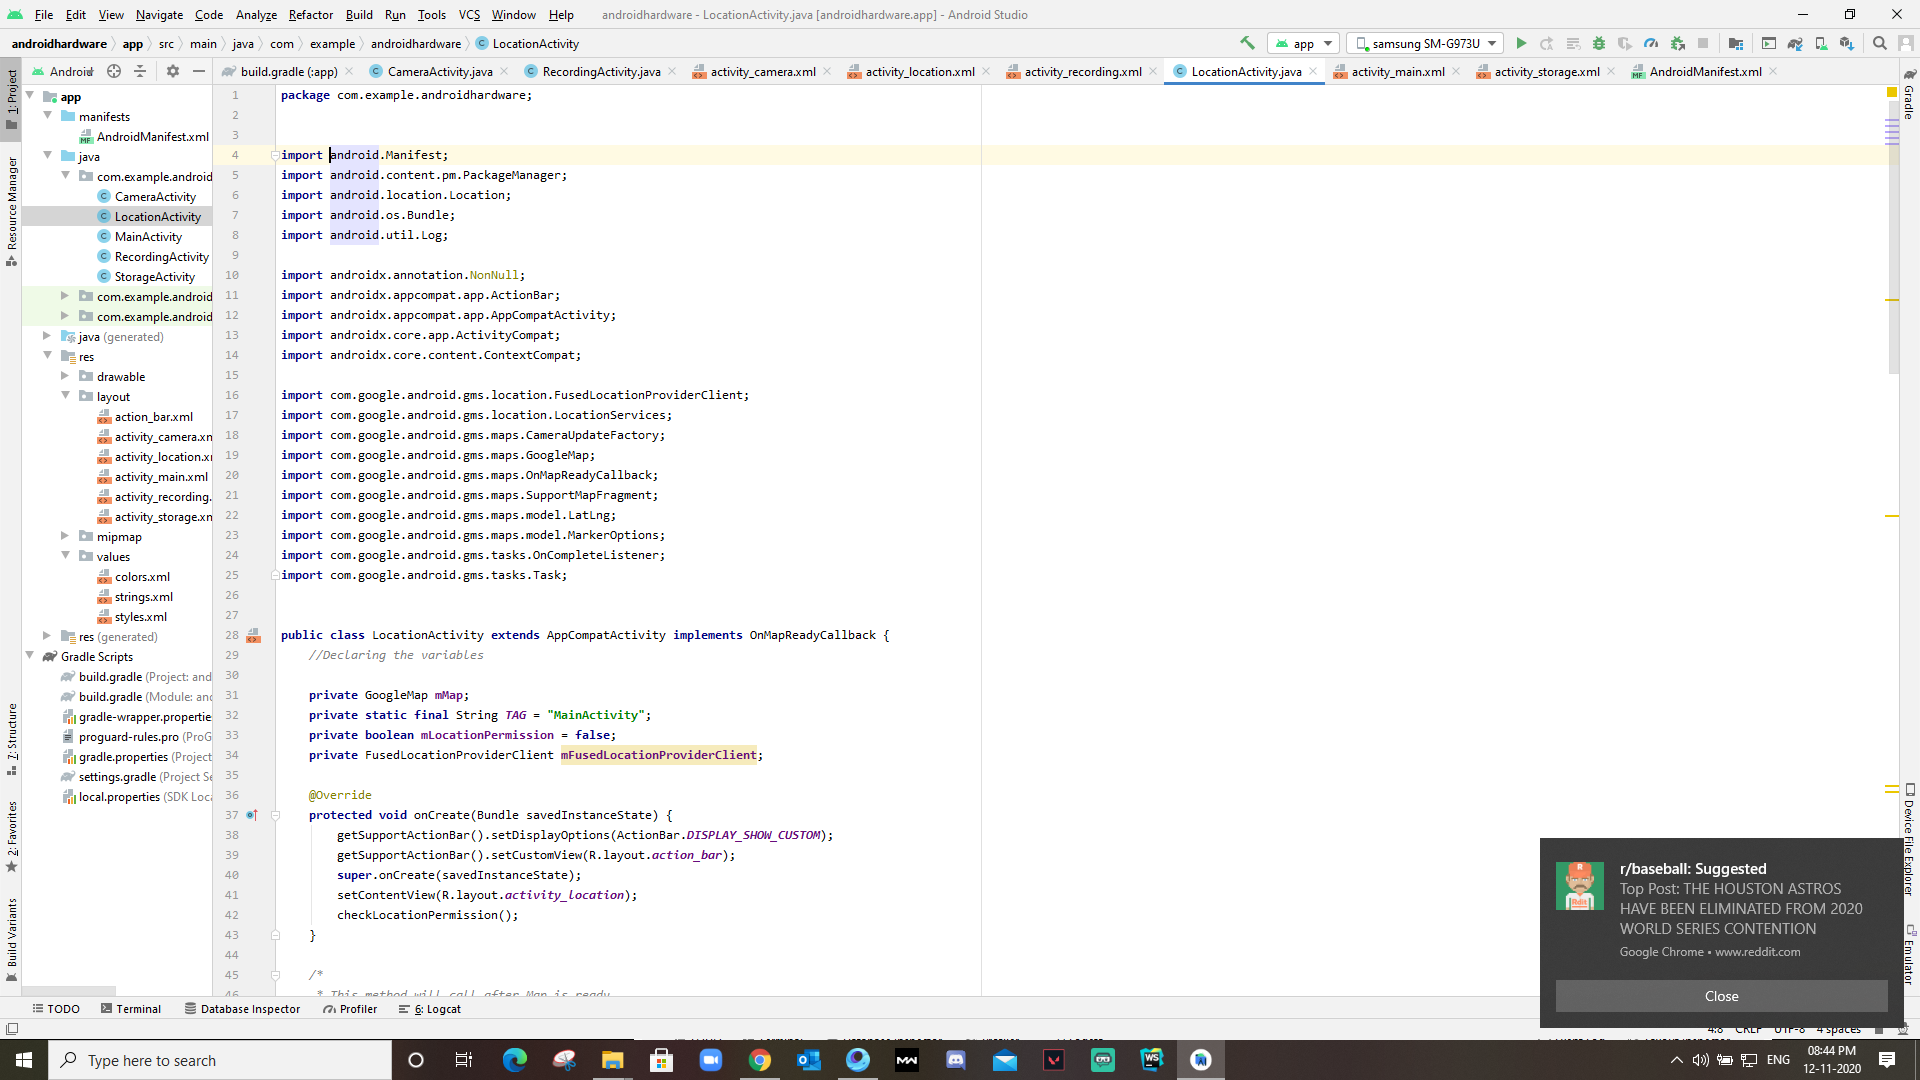 File Edit View Navigate Code Analyze Refactor Build Run Tools VCS Window Help androidhardware - LocationActivity.java [androidhardware.app] - Android Studio
androidhardware app src main java com example androidhardware LocationActivity app samsung SM-G973U
Android build.gradle (:app) CameraActivity.java RecordingActivity.java activity_camera.xml activity_location.xml activity_recording.xml LocationActivity.java activity_main.xml activity_storage.xml AndroidManifest.xml
1: Project
Resource Manager
7: Structure
2: Favorites
Build Variants
app
manifests
AndroidManifest.xml
java
com.example.android
CameraActivity
LocationActivity
MainActivity
RecordingActivity
StorageActivity
com.example.android
com.example.android
java (generated)
res
drawable
layout
action_bar.xml
activity_camera.xn
activity_location.x
activity_main.xml
activity_recording.
activity_storage.xn
mipmap
values
colors.xml
strings.xml
styles.xml
res (generated)
Gradle Scripts
build.gradle (Project: and
build.gradle (Module: and
gradle-wrapper.propertie
proguard-rules.pro (ProG
gradle.properties (Project
settings.gradle (Project Se
local.properties (SDK Loca
1 package com.example.androidhardware;
2
3
4 import android.Manifest;
5 import android.content.pm.PackageManager;
6 import android.location.Location;
7 import android.os.Bundle;
8 import android.util.Log;
9
10 import androidx.annotation.NonNull;
11 import androidx.appcompat.app.ActionBar;
12 import androidx.appcompat.app.AppCompatActivity;
13 import androidx.core.app.ActivityCompat;
14 import androidx.core.content.ContextCompat;
15
16 import com.google.android.gms.location.FusedLocationProviderClient;
17 import com.google.android.gms.location.LocationServices;
18 import com.google.android.gms.maps.CameraUpdateFactory;
19 import com.google.android.gms.maps.GoogleMap;
20 import com.google.android.gms.maps.OnMapReadyCallback;
21 import com.google.android.gms.maps.SupportMapFragment;
22 import com.google.android.gms.maps.model.LatLng;
23 import com.google.android.gms.maps.model.MarkerOptions;
24 import com.google.android.gms.tasks.OnCompleteListener;
25 import com.google.android.gms.tasks.Task;
26
27
28 public class LocationActivity extends AppCompatActivity implements OnMapReadyCallback {
29 //Declaring the variables
30
31 private GoogleMap mMap;
32 private static final String TAG = "MainActivity";
33 private boolean mLocationPermission = false;
34 private FusedLocationProviderClient mFusedLocationProviderClient;
35
36 @Override
37 protected void onCreate(Bundle savedInstanceState) {
38 getSupportActionBar().setDisplayOptions(ActionBar.DISPLAY_SHOW_CUSTOM);
39 getSupportActionBar().setCustomView(R.layout.action_bar);
40 super.onCreate(savedInstanceState);
41 setContentView(R.layout.activity_location);
42 checkLocationPermission();
43 }
44
45 /*
46 * This method will call after Map is ready
Gradle
Device File Explorer
Emulator
r/baseball: Suggested
Top Post: THE HOUSTON ASTROS
HAVE BEEN ELIMINATED FROM 2020
WORLD SERIES CONTENTION
Google Chrome • www.reddit.com
Close
TODO Terminal Database Inspector Profiler 6: Logcat
4:8 CRLF UTF-8 4 spaces
Type here to search
ENG
08:44 PM
12-11-2020